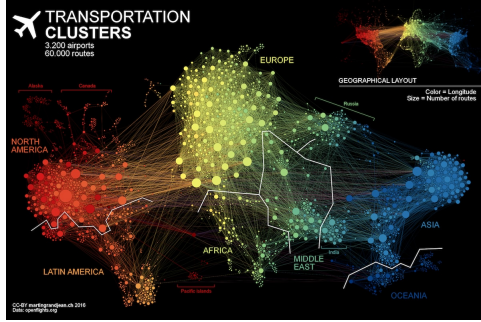 TRANSPORTATION
CLUSTERS
3.200 airports
60.000 routes
EUROPE
GEOGRAPHICAL LAYOUT
Color = Longitude
Size = Number of routes
Alaska
Canada
Russia
NORTH
AMERICA
ASIA
AFRICA
MIDDLE
EAST
India
LATIN AMERICA
Pacific islands
OCEANIA
CC-BY martingrandjean.ch 2016
Data: openflights.org